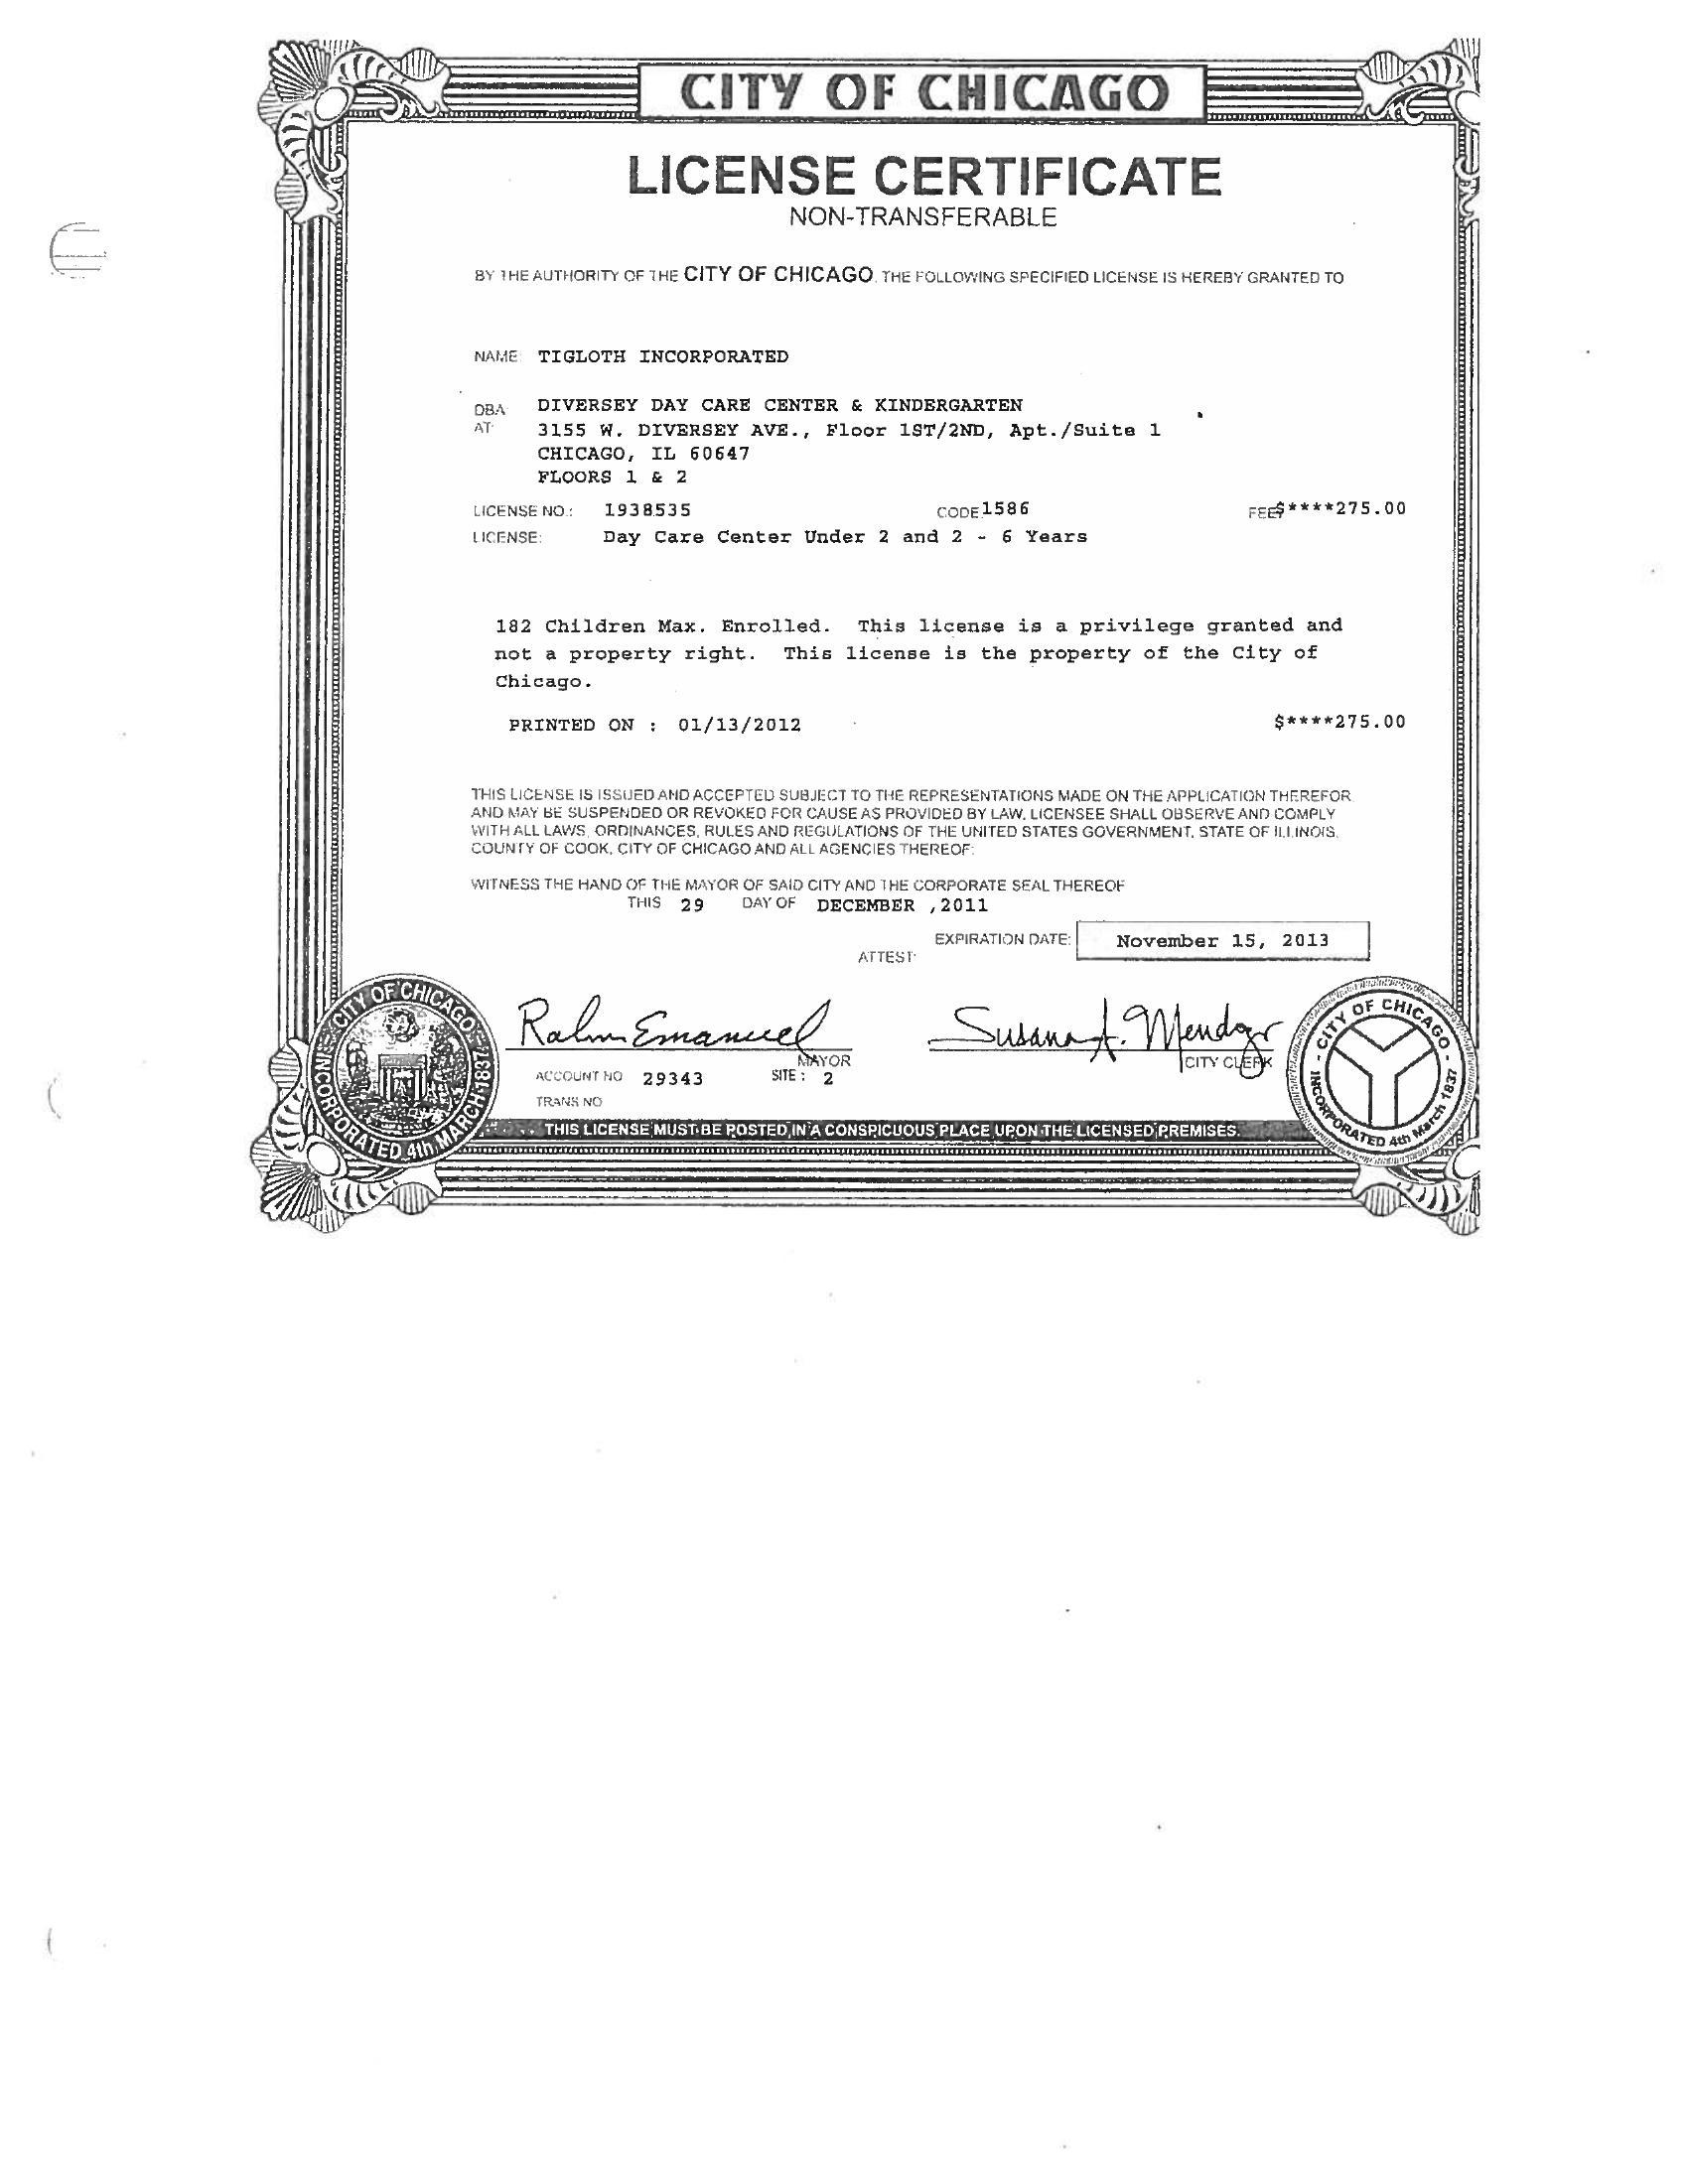 CITY OF CHICAGO
LICENSE CERTIFICATE
NON-TRANSFERABLE
BY THE AUTHORITY OF THE CITY OF CHICAGO, THE FOLLOWING SPECIFIED LICENSE IS HEREBY GRANTED TO
NAME: TIGLOTH INCORPORATED
DBA DIVERSEY DAY CARE CENTER & KINDERGARTEN
AT: 3155 W. DIVERSEY AVE., Floor 1ST/2ND, Apt./Suite 1
CHICAGO, IL 60647
FLOORS 1 & 2
LICENSE NO.: 1938535 CODE 1586 FEE $****275.00
LICENSE: Day Care Center Under 2 and 2 - 6 Years
182 Children Max. Enrolled. This license is a privilege granted and
not a property right. This license is the property of the City of
Chicago.
PRINTED ON : 01/13/2012 $****275.00
THIS LICENSE IS ISSUED AND ACCEPTED SUBJECT TO THE REPRESENTATIONS MADE ON THE APPLICATION THEREFOR
AND MAY BE SUSPENDED OR REVOKED FOR CAUSE AS PROVIDED BY LAW. LICENSEE SHALL OBSERVE AND COMPLY
WITH ALL LAWS, ORDINANCES, RULES AND REGULATIONS OF THE UNITED STATES GOVERNMENT, STATE OF ILLINOIS,
COUNTY OF COOK, CITY OF CHICAGO AND ALL AGENCIES THEREOF:
WITNESS THE HAND OF THE MAYOR OF SAID CITY AND THE CORPORATE SEAL THEREOF
THIS 29 DAY OF DECEMBER ,2011
EXPIRATION DATE: November 15, 2013
ATTEST:
Rahm Emanuel Susana A. Mendoza
MAYOR CITY CLERK
ACCOUNT NO 29343 SITE : 2
TRANS NO
THIS LICENSE MUST BE POSTED IN A CONSPICUOUS PLACE UPON THE LICENSED PREMISES.
CITY OF CHICAGO INCORPORATED 4th MARCH 1837
CITY OF CHICAGO - INCORPORATED 4th March 1837 -